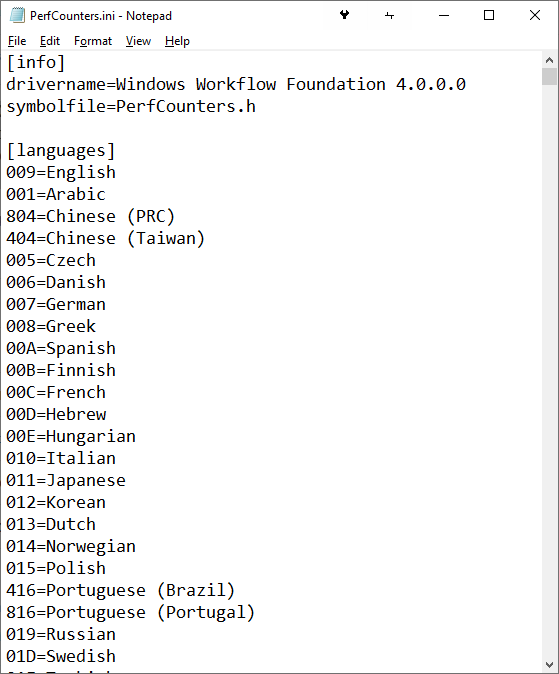 PerfCounters.ini - Notepad
File Edit Format View Help
[info]
drivername=Windows Workflow Foundation 4.0.0.0
symbolfile=PerfCounters.h

[languages]
009=English
001=Arabic
804=Chinese (PRC)
404=Chinese (Taiwan)
005=Czech
006=Danish
007=German
008=Greek
00A=Spanish
00B=Finnish
00C=French
00D=Hebrew
00E=Hungarian
010=Italian
011=Japanese
012=Korean
013=Dutch
014=Norwegian
015=Polish
416=Portuguese (Brazil)
816=Portuguese (Portugal)
019=Russian
01D=Swedish